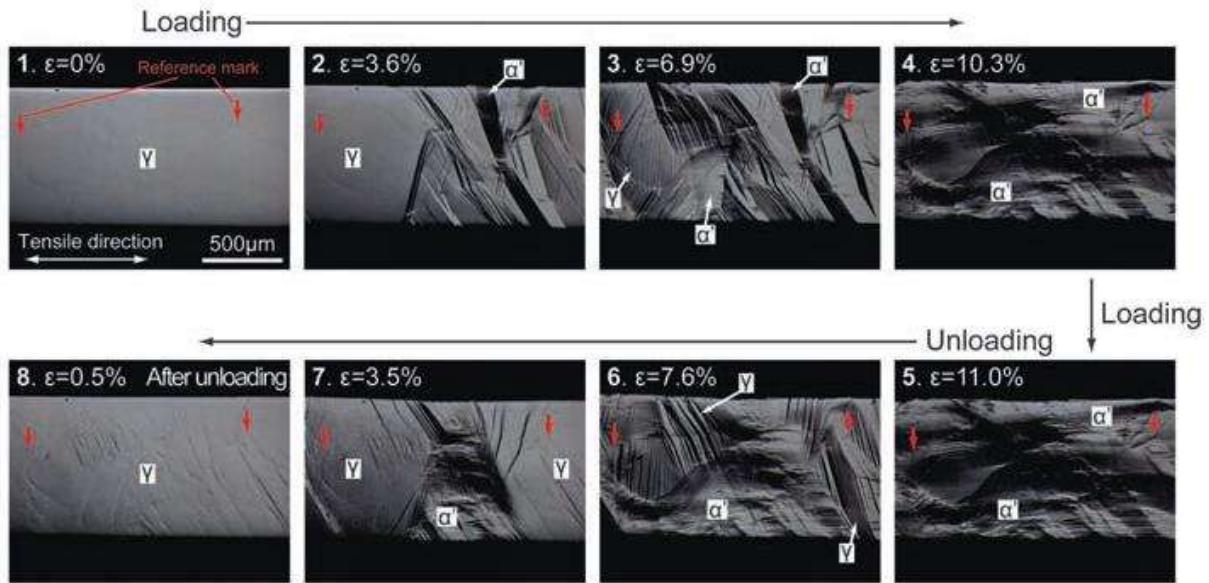 Loading
1. ε=0%
Reference mark
γ
Tensile direction
500μm
2. ε=3.6%
α'
γ
3. ε=6.9%
α'
γ
α'
4. ε=10.3%
α'
α'
Loading
Unloading
8. ε=0.5% After unloading
γ
7. ε=3.5%
γ
γ
α'
6. ε=7.6%
γ
α'
γ
5. ε=11.0%
α'
α'